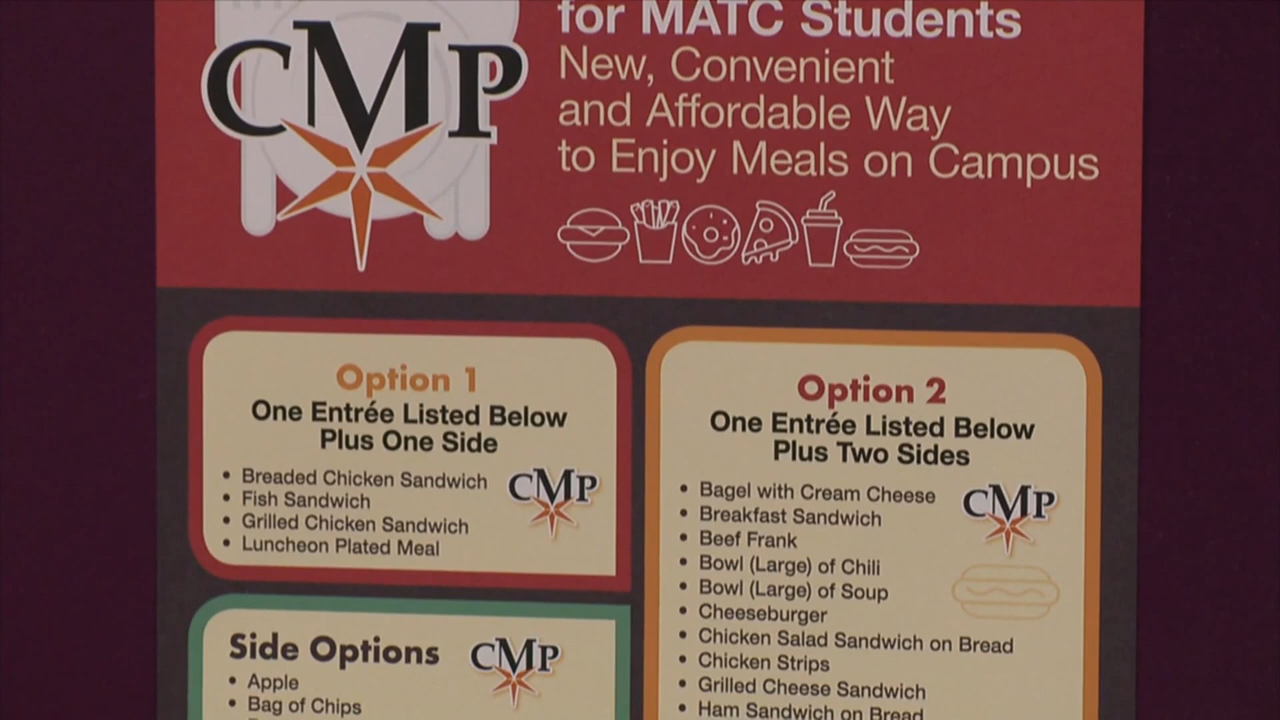 CMP
for MATC Students
New, Convenient
and Affordable Way
to Enjoy Meals on Campus
Option 1
One Entrée Listed Below
Plus One Side
• Breaded Chicken Sandwich
• Fish Sandwich
• Grilled Chicken Sandwich
• Luncheon Plated Meal
CMP
Side Options
CMP
• Apple
• Bag of Chips
Option 2
One Entrée Listed Below
Plus Two Sides
• Bagel with Cream Cheese
• Breakfast Sandwich
• Beef Frank
• Bowl (Large) of Chili
• Bowl (Large) of Soup
• Cheeseburger
• Chicken Salad Sandwich on Bread
• Chicken Strips
• Grilled Cheese Sandwich
• Ham Sandwich on Bread
CMP